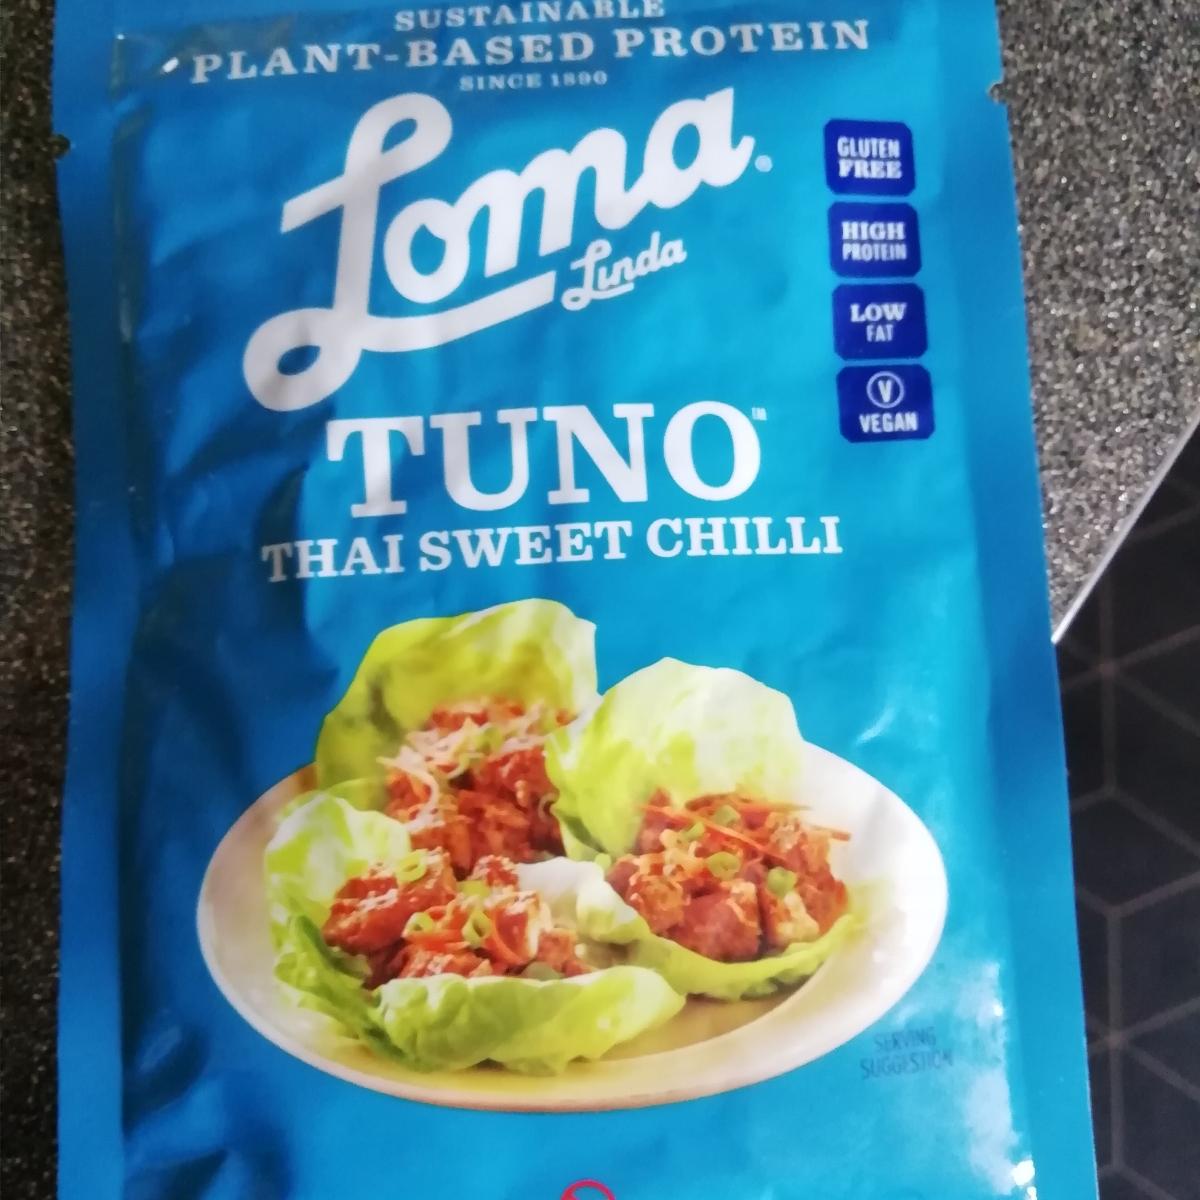 SUSTAINABLE
PLANT-BASED PROTEIN
SINCE 1890
Loma®
Linda
GLUTEN
FREE
HIGH
PROTEIN
LOW
FAT
V
VEGAN
TUNO™
THAI SWEET CHILLI
SERVING
SUGGESTION